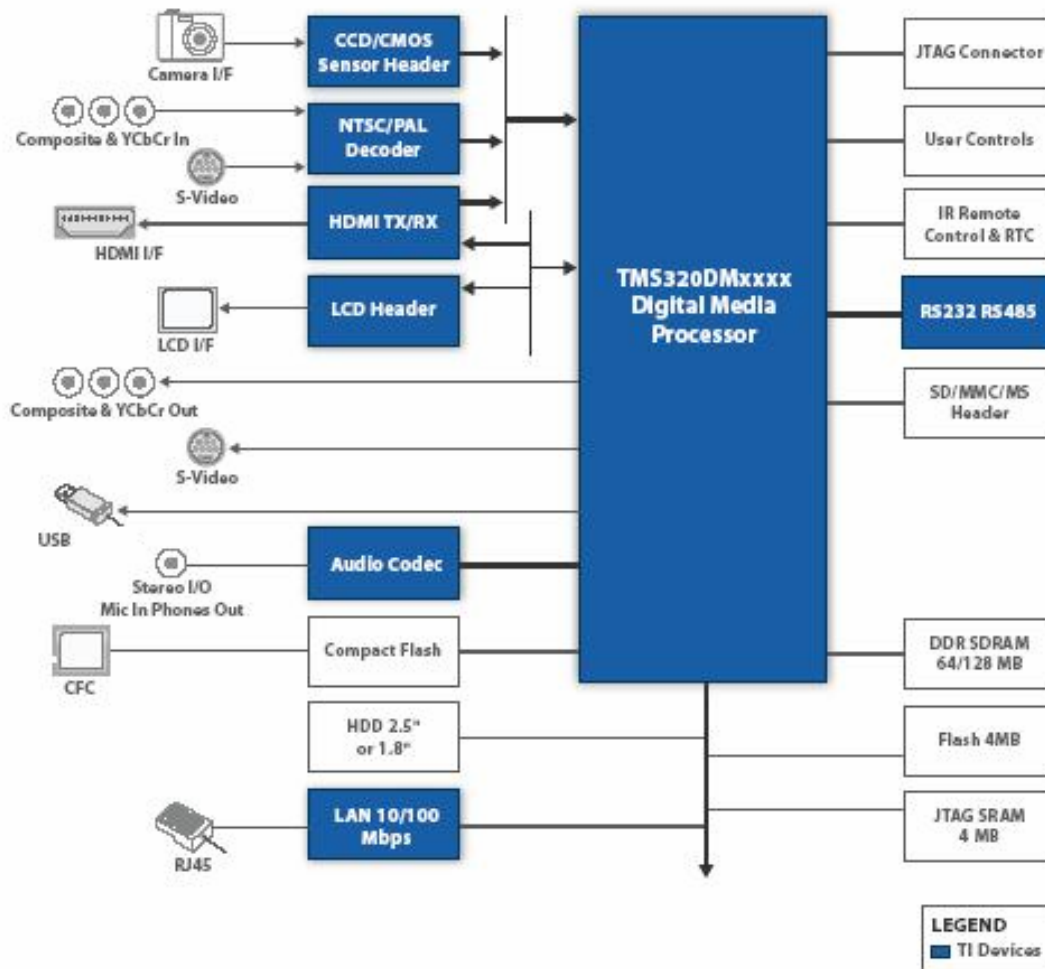 Camera I/F
CCD/CMOS
Sensor Header
Composite & YCbCr In
NTSC/PAL
Decoder
S-Video
HDMI TX/RX
HDMI I/F
LCD Header
LCD I/F
Composite & YCbCr Out
S-Video
USB
Audio Codec
Stereo I/O
Mic In Phones Out
Compact Flash
CFC
HDD 2.5"
or 1.8"
LAN 10/100
Mbps
RJ45
TMS320DMxxxx
Digital Media
Processor
JTAG Connector
User Controls
IR Remote
Control & RTC
RS232 RS485
SD/MMC/MS
Header
DDR SDRAM
64/128 MB
Flash 4MB
JTAG SRAM
4 MB
LEGEND
TI Devices